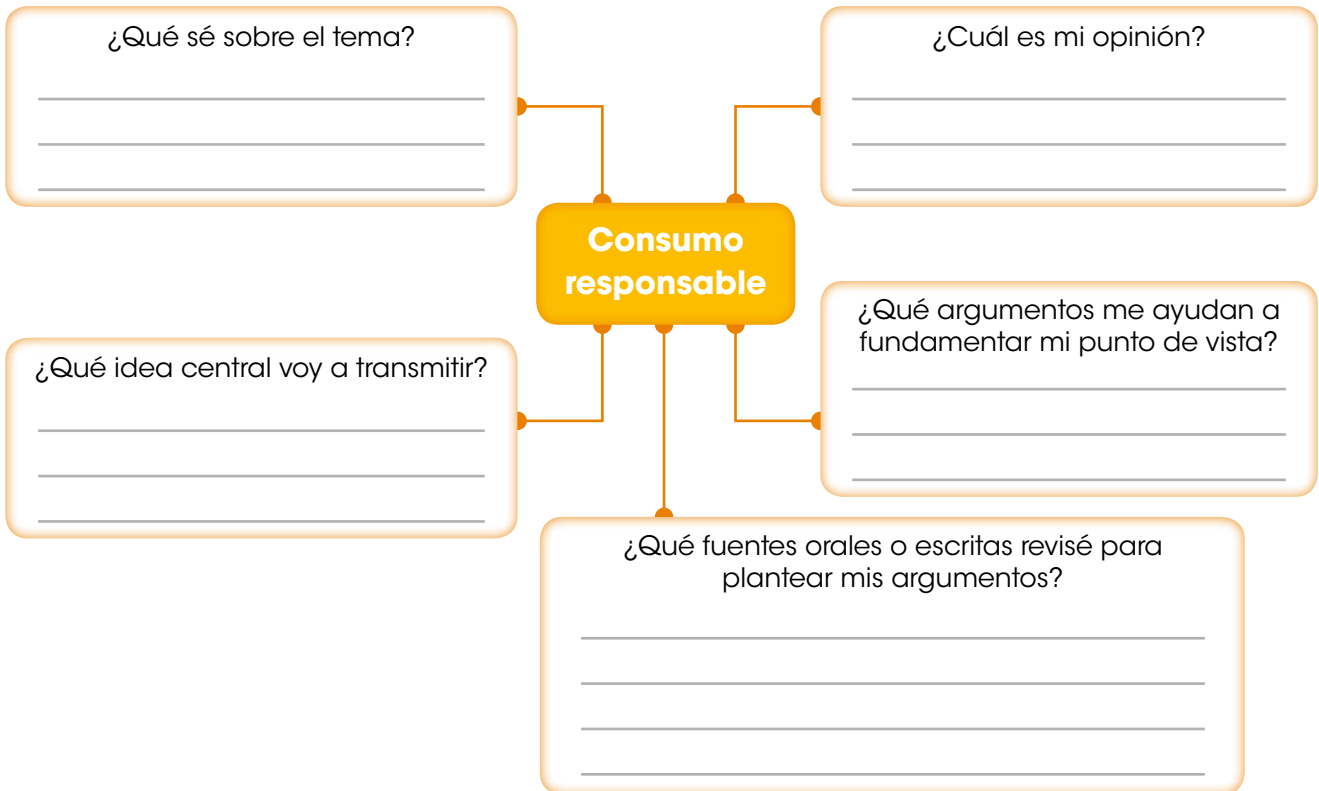 ¿Qué sé sobre el tema?
¿Cuál es mi opinión?
Consumo
responsable
¿Qué idea central voy a transmitir?
¿Qué argumentos me ayudan a
fundamentar mi punto de vista?
¿Qué fuentes orales o escritas revisé para
plantear mis argumentos?